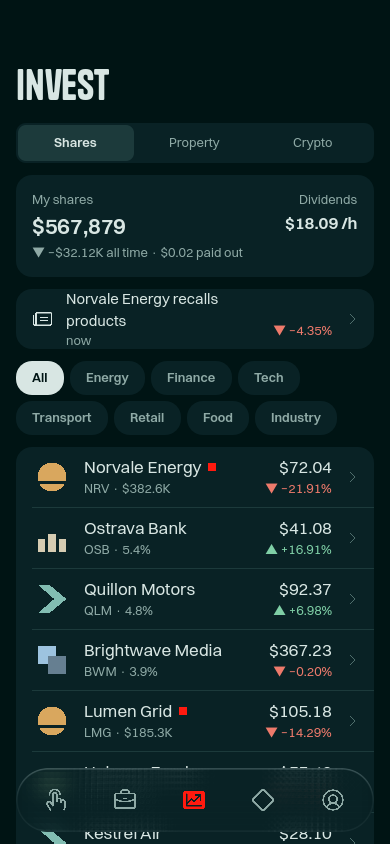 INVEST
Shares Property Crypto
My shares Dividends
$567,879 $18.09 /h
▼ −$32.12K all time · $0.02 paid out
Norvale Energy recalls
products
▼ −4.35%
now
All Energy Finance Tech
Transport Retail Food Industry
Norvale Energy $72.04
NRV · $382.6K ▼ −21.91%
Ostrava Bank $41.08
OSB · 5.4% ▲ +16.91%
Quillon Motors $92.37
QLM · 4.8% ▲ +6.98%
Brightwave Media $367.23
BWM · 3.9% ▼ −0.20%
Lumen Grid $105.18
LMG · $185.3K ▼ −14.29%
Kestrel Air $28.10